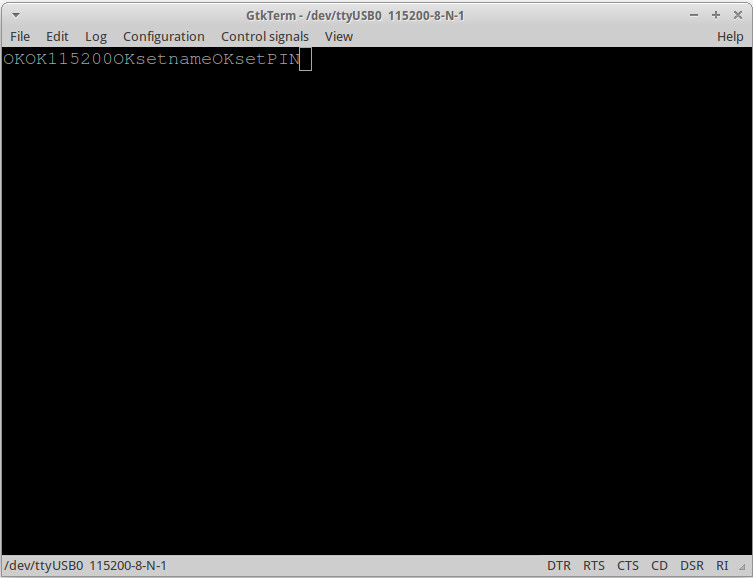 GtkTerm - /dev/ttyUSB0 115200-8-N-1
File Edit Log Configuration Control signals View Help
OKOK115200OKsetnameOKsetPIN
/dev/ttyUSB0 115200-8-N-1 DTR RTS CTS CD DSR RI